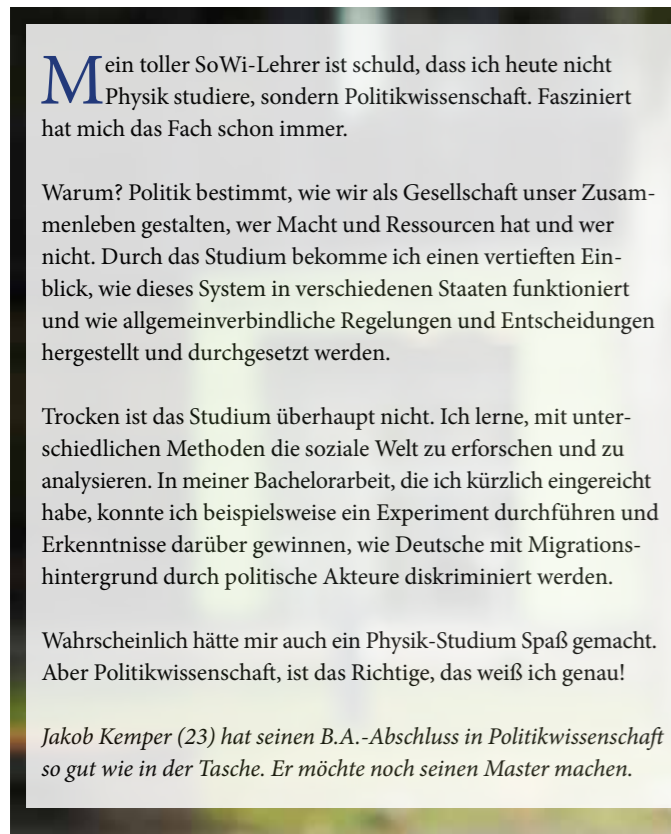 Mein toller SoWi-Lehrer ist schuld, dass ich heute nicht
Physik studiere, sondern Politikwissenschaft. Fasziniert
hat mich das Fach schon immer.
Warum? Politik bestimmt, wie wir als Gesellschaft unser Zusam-
menleben gestalten, wer Macht und Ressourcen hat und wer
nicht. Durch das Studium bekomme ich einen vertieften Ein-
blick, wie dieses System in verschiedenen Staaten funktioniert
und wie allgemeinverbindliche Regelungen und Entscheidungen
hergestellt und durchgesetzt werden.
Trocken ist das Studium überhaupt nicht. Ich lerne, mit unter-
schiedlichen Methoden die soziale Welt zu erforschen und zu
analysieren. In meiner Bachelorarbeit, die ich kürzlich eingereicht
habe, konnte ich beispielsweise ein Experiment durchführen und
Erkenntnisse darüber gewinnen, wie Deutsche mit Migrations-
hintergrund durch politische Akteure diskriminiert werden.
Wahrscheinlich hätte mir auch ein Physik-Studium Spaß gemacht.
Aber Politikwissenschaft, ist das Richtige, das weiß ich genau!
Jakob Kemper (23) hat seinen B.A.-Abschluss in Politikwissenschaft
so gut wie in der Tasche. Er möchte noch seinen Master machen.